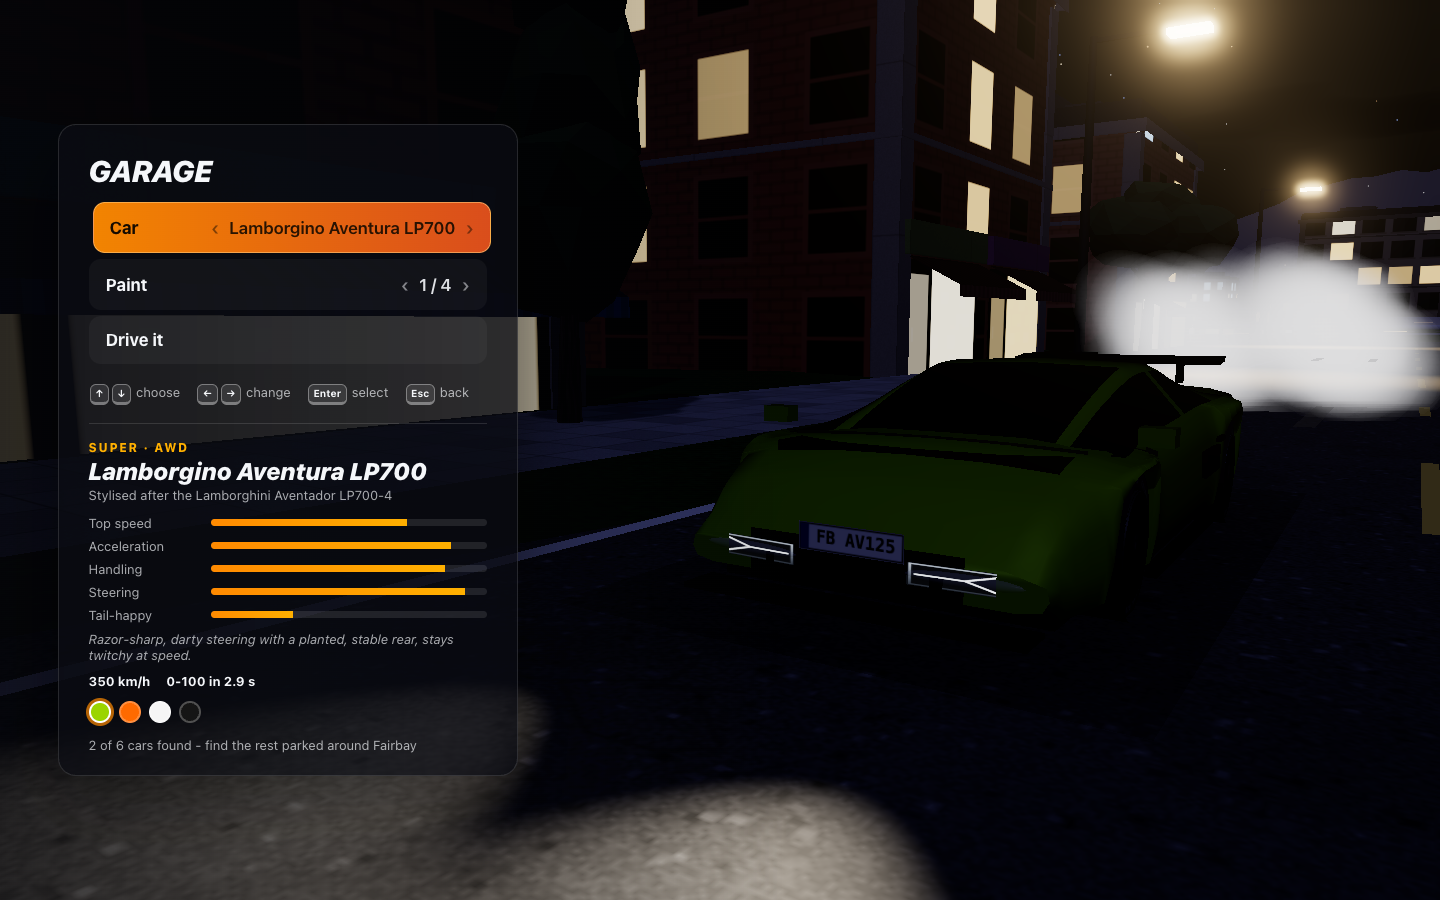 GARAGE
Car ‹ Lamborgino Aventura LP700 ›
Paint ‹ 1 / 4 ›
Drive it
↑ ↓ choose ← → change Enter select Esc back
SUPER · AWD
Lamborgino Aventura LP700
Stylised after the Lamborghini Aventador LP700-4
Top speed
Acceleration
Handling
Steering
Tail-happy
Razor-sharp, darty steering with a planted, stable rear, stays
twitchy at speed.
350 km/h 0-100 in 2.9 s
2 of 6 cars found - find the rest parked around Fairbay
FB AV125